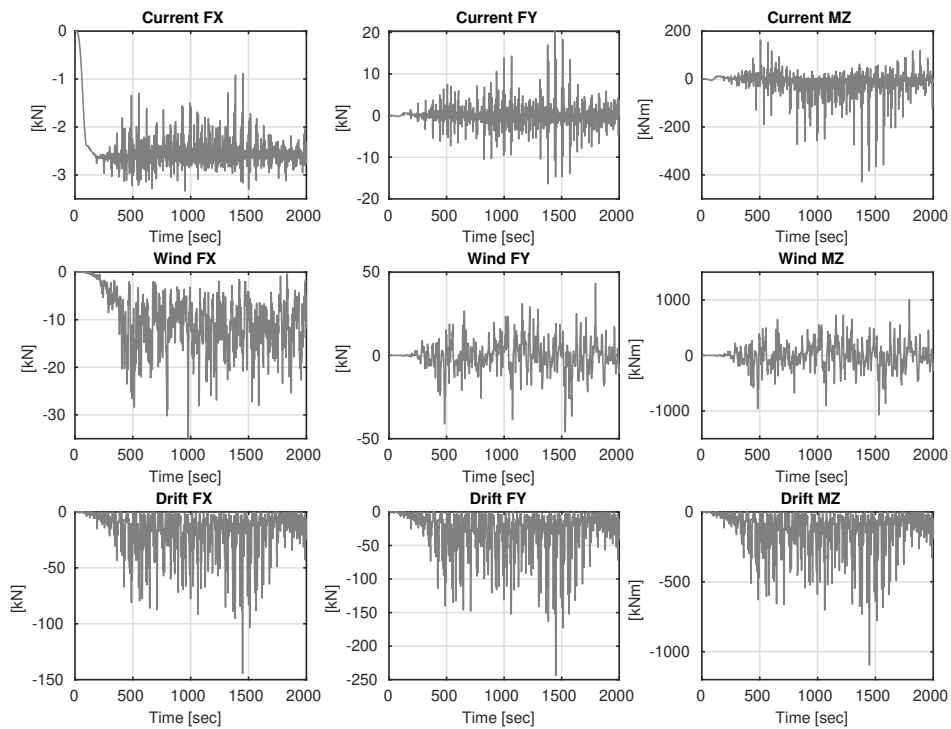 Current FX Current FY Current MZ
0 20 200
-1 10 0
[kN] [kN] [kNm]
-2 0 -200
-3 -10 -400
-20
0 500 1000 1500 2000 0 500 1000 1500 2000 0 500 1000 1500 2000
Time [sec] Time [sec] Time [sec]
Wind FX Wind FY Wind MZ
0 50 1000
-10 0 0
[kN] [kN] [kNm]
-20 -50 -1000
-30
0 500 1000 1500 2000 0 500 1000 1500 2000 0 500 1000 1500 2000
Time [sec] Time [sec] Time [sec]
Drift FX Drift FY Drift MZ
0 0 0
-50 -50 -500
[kN] [kN] [kNm]
-100 -100 -1000
-150 -150
-200
-250
0 500 1000 1500 2000 0 500 1000 1500 2000 0 500 1000 1500 2000
Time [sec] Time [sec] Time [sec]